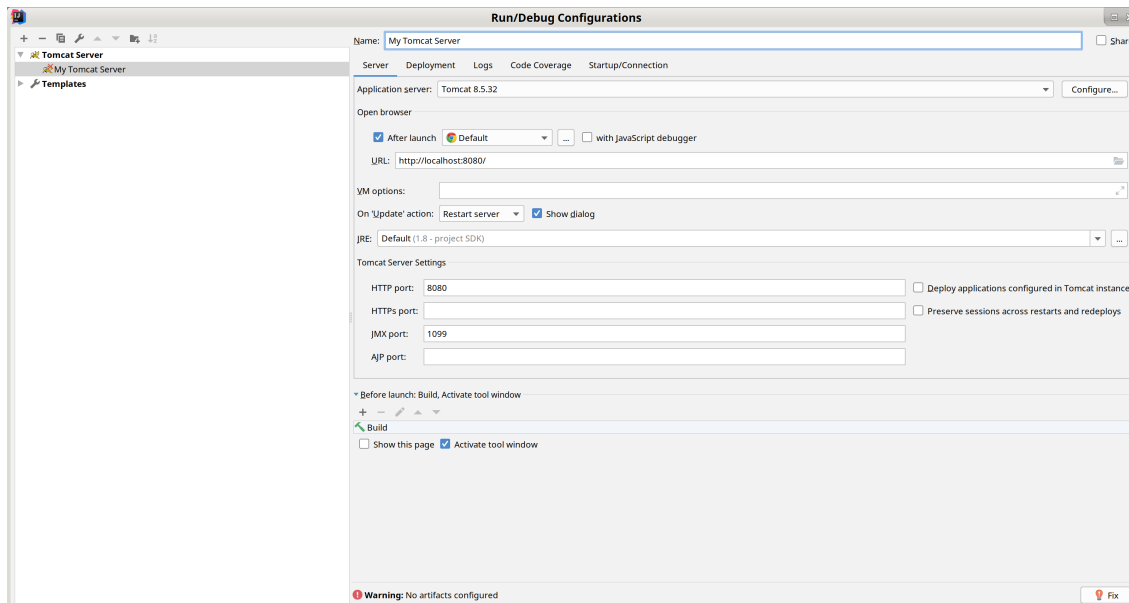 Run/Debug Configurations
Name: My Tomcat Server
Shar
Tomcat Server
My Tomcat Server
Templates
Server Deployment Logs Code Coverage Startup/Connection
Application server: Tomcat 8.5.32 Configure...
Open browser
After launch Default ... with JavaScript debugger
URL: http://localhost:8080/
VM options:
On 'Update' action: Restart server Show dialog
JRE: Default (1.8 - project SDK) ...
Tomcat Server Settings
HTTP port: 8080 Deploy applications configured in Tomcat instance
HTTPs port: Preserve sessions across restarts and redeploys
JMX port: 1099
AJP port:
Before launch: Build, Activate tool window
Build
Show this page Activate tool window
Warning: No artifacts configured Fix